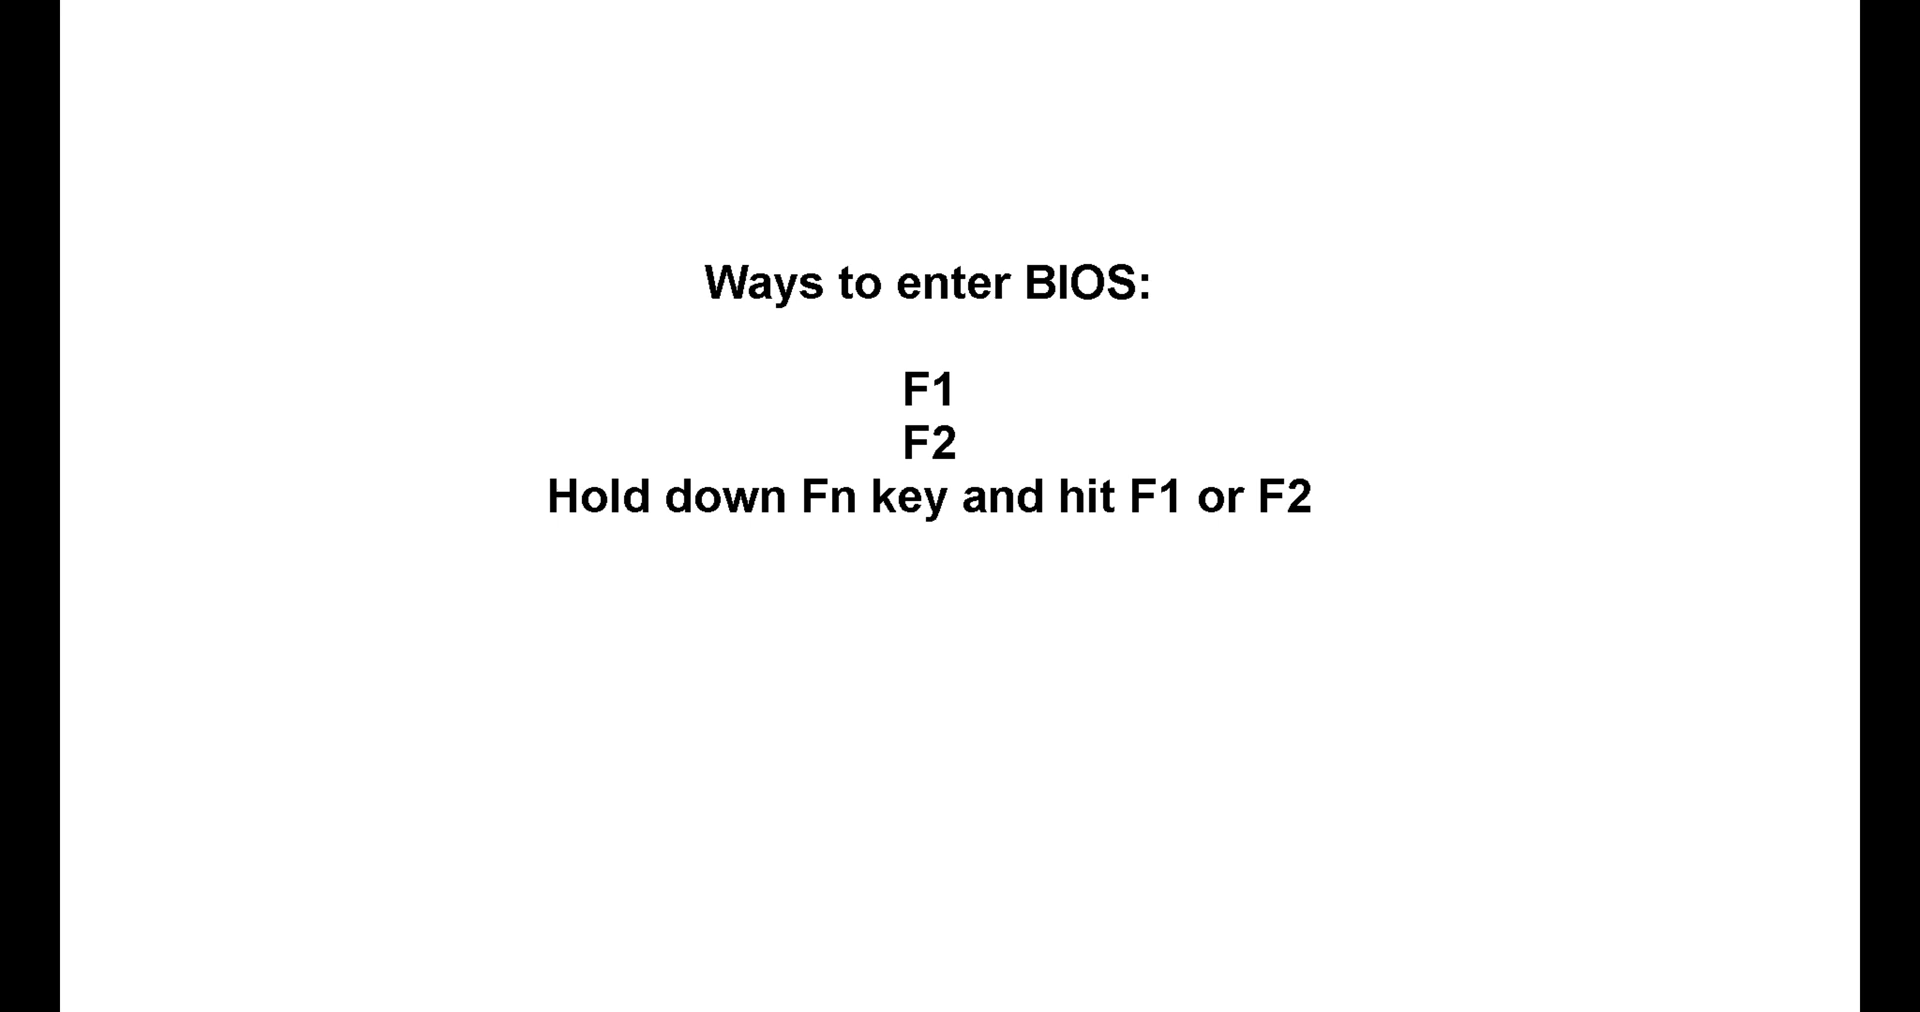 Ways to enter BIOS:
F1
F2
Hold down Fn key and hit F1 or F2